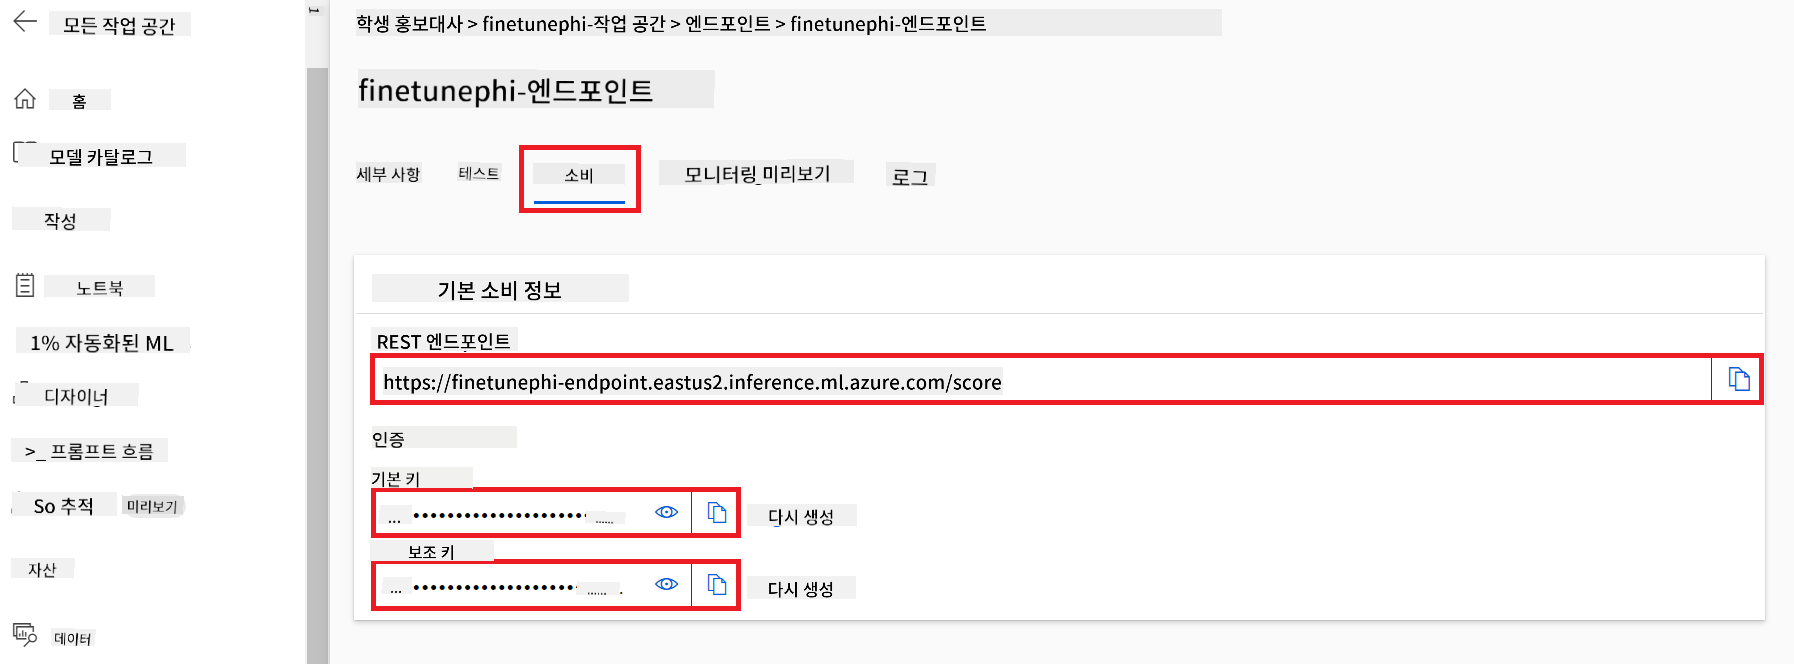 모든 작업 공간
홈
모델 카탈로그
작성
노트북
1% 자동화된 ML
디자이너
>_ 프롬프트 흐름
So 추적 미리보기
자산
데이터
학생 홍보대사 > finetunephi-작업 공간 > 엔드포인트 > finetunephi-엔드포인트
finetunephi-엔드포인트
세부 사항 테스트 소비 모니터링 미리보기 로그
기본 소비 정보
REST 엔드포인트
https://finetunephi-endpoint.eastus2.inference.ml.azure.com/score
인증
기본 키
다시 생성
보조 키
다시 생성